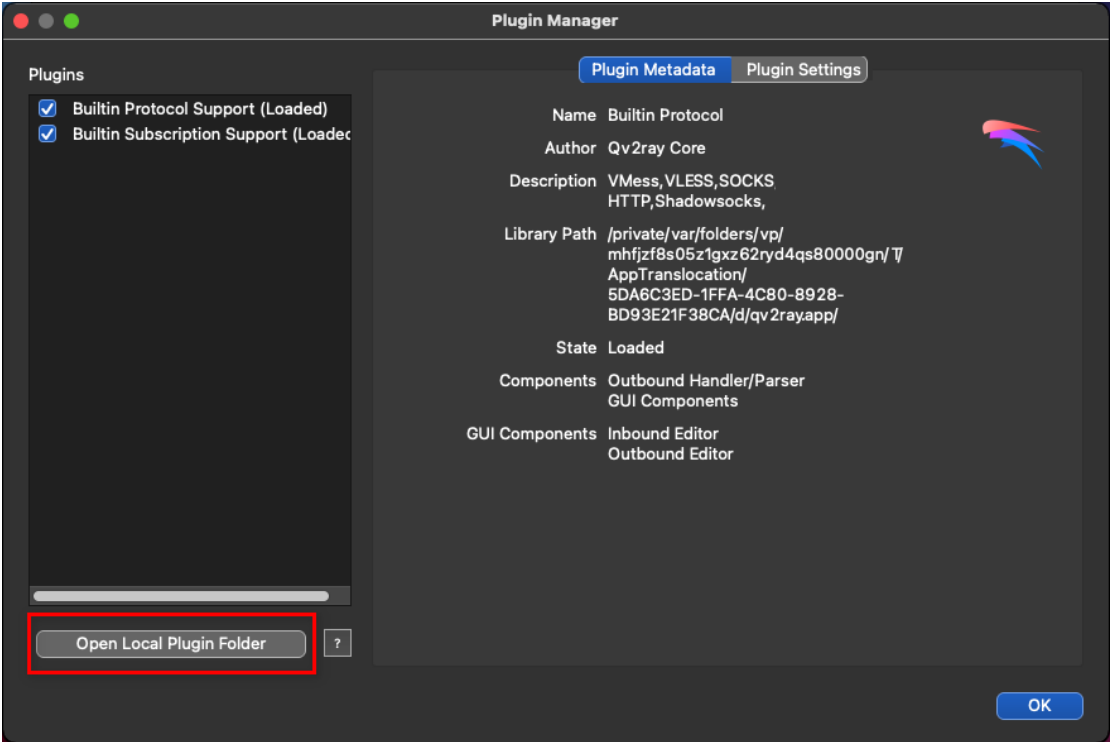 Plugin Manager
Plugins
Builtin Protocol Support (Loaded)
Builtin Subscription Support (Loaded
Plugin Metadata
Plugin Settings
Name Builtin Protocol
Author Qv2ray Core
Description VMess,VLESS,SOCKS,
HTTP,Shadowsocks,
Library Path /private/var/folders/vp/
mhfjzf8s05z1gxz62ryd4qs80000gn/T/
AppTranslocation/
5DA6C3ED-1FFA-4C80-8928-
BD93E21F38CA/d/qv2ray.app/
State Loaded
Components Outbound Handler/Parser
GUI Components
GUI Components Inbound Editor
Outbound Editor
Open Local Plugin Folder
?
OK